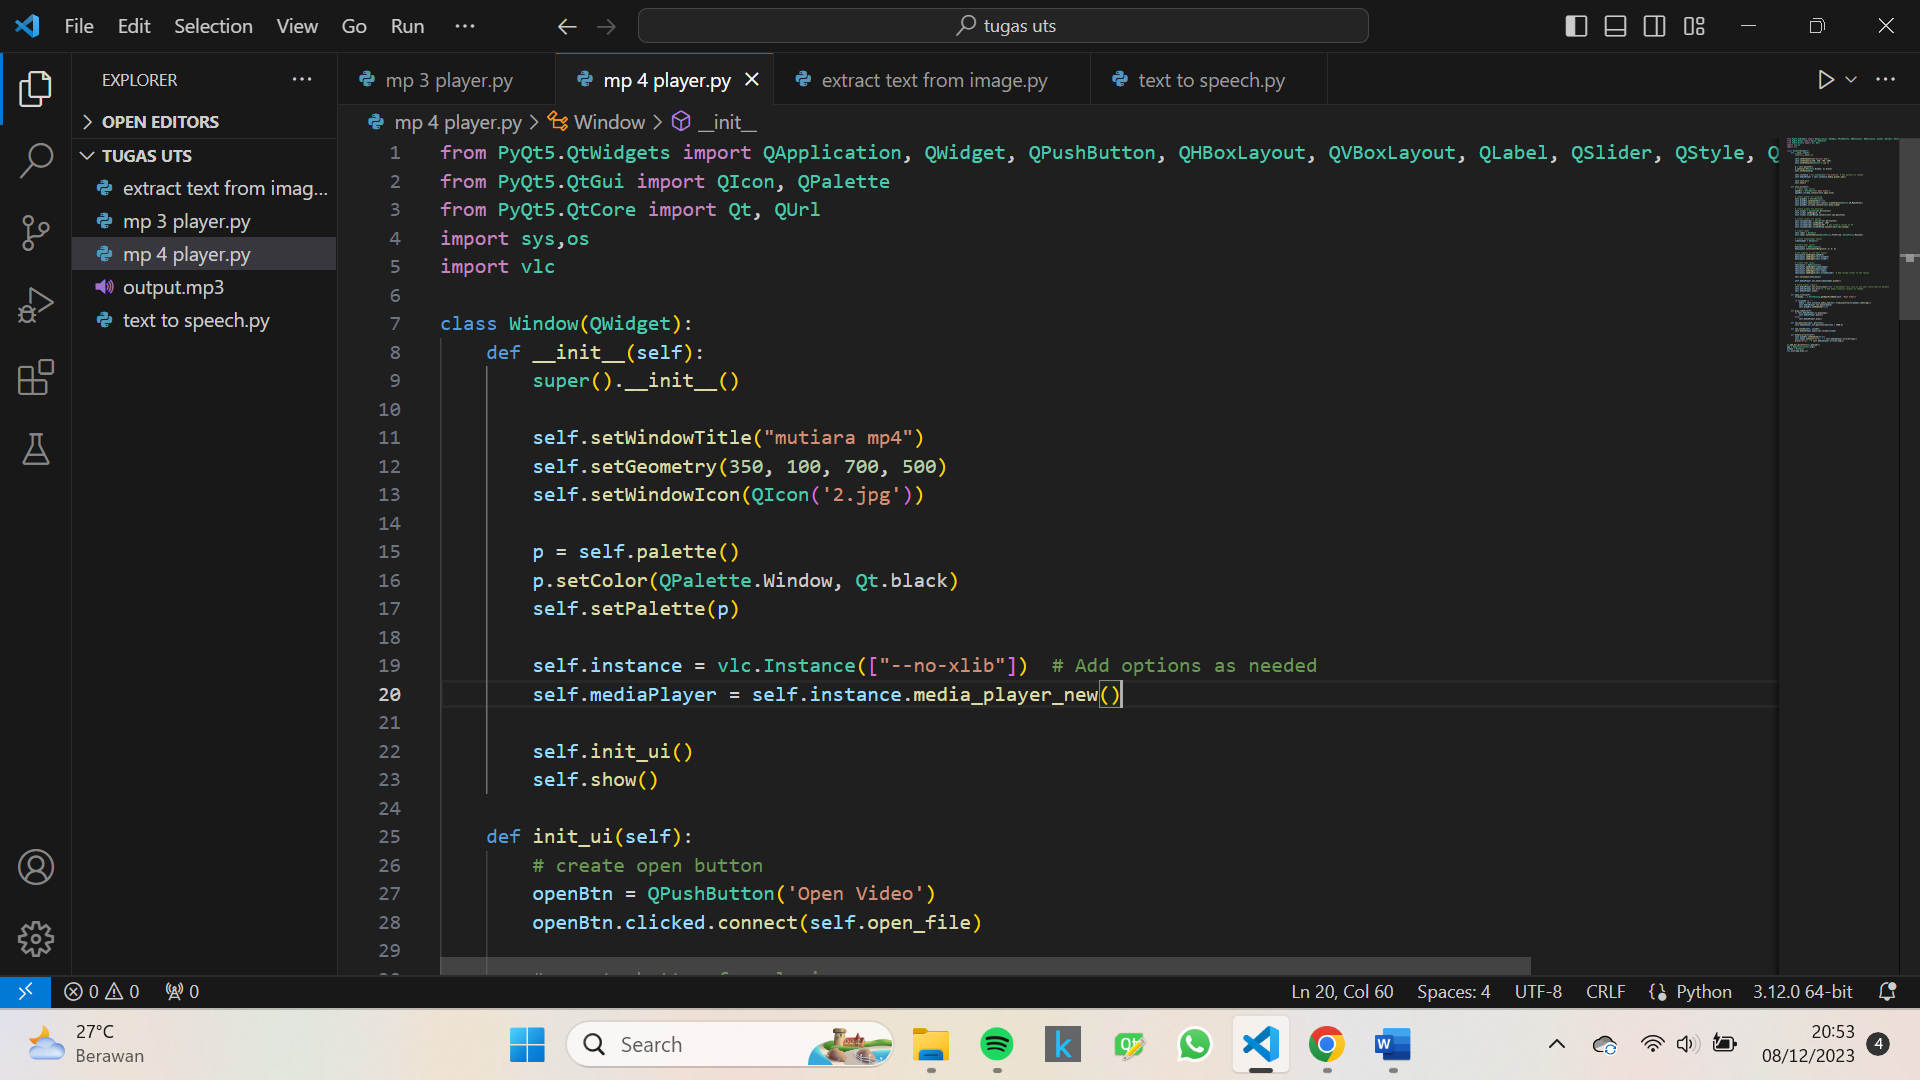 File Edit Selection View Go Run ···
tugas uts
EXPLORER ···
OPEN EDITORS
TUGAS UTS
extract text from imag...
mp 3 player.py
mp 4 player.py
output.mp3
text to speech.py
mp 3 player.py
mp 4 player.py
extract text from image.py
text to speech.py
mp 4 player.py > Window > __init__
1 from PyQt5.QtWidgets import QApplication, QWidget, QPushButton, QHBoxLayout, QVBoxLayout, QLabel, QSlider, QStyle, Q
2 from PyQt5.QtGui import QIcon, QPalette
3 from PyQt5.QtCore import Qt, QUrl
4 import sys,os
5 import vlc
6
7 class Window(QWidget):
8     def __init__(self):
9         super().__init__()
10
11         self.setWindowTitle("mutiara mp4")
12         self.setGeometry(350, 100, 700, 500)
13         self.setWindowIcon(QIcon('2.jpg'))
14
15         p = self.palette()
16         p.setColor(QPalette.Window, Qt.black)
17         self.setPalette(p)
18
19         self.instance = vlc.Instance(["--no-xlib"])  # Add options as needed
20         self.mediaPlayer = self.instance.media_player_new()
21
22         self.init_ui()
23         self.show()
24
25     def init_ui(self):
26         # create open button
27         openBtn = QPushButton('Open Video')
28         openBtn.clicked.connect(self.open_file)
29
0 0 0
Ln 20, Col 60 Spaces: 4 UTF-8 CRLF Python 3.12.0 64-bit
27°C
Berawan
Search
k
Qt
W
20:53
08/12/2023
4